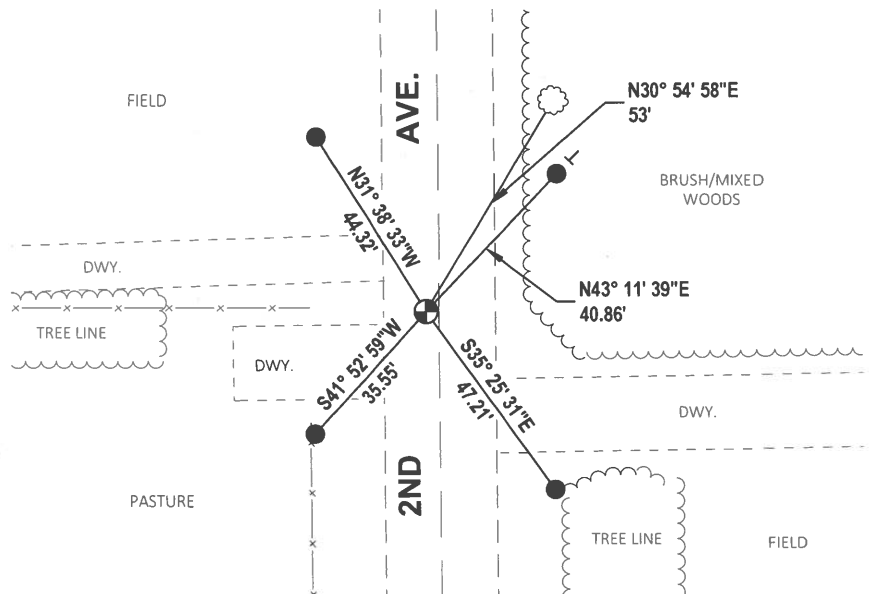 FIELD
AVE.
N30° 54' 58"E
53'
N31° 38' 33"W
44.32'
BRUSH/MIXED
WOODS
DWY.
N43° 11' 39"E
40.86'
TREE LINE
DWY.
S41° 52' 59"W
35.55'
S35° 25' 31"E
47.21'
DWY.
2ND
PASTURE
TREE LINE
FIELD